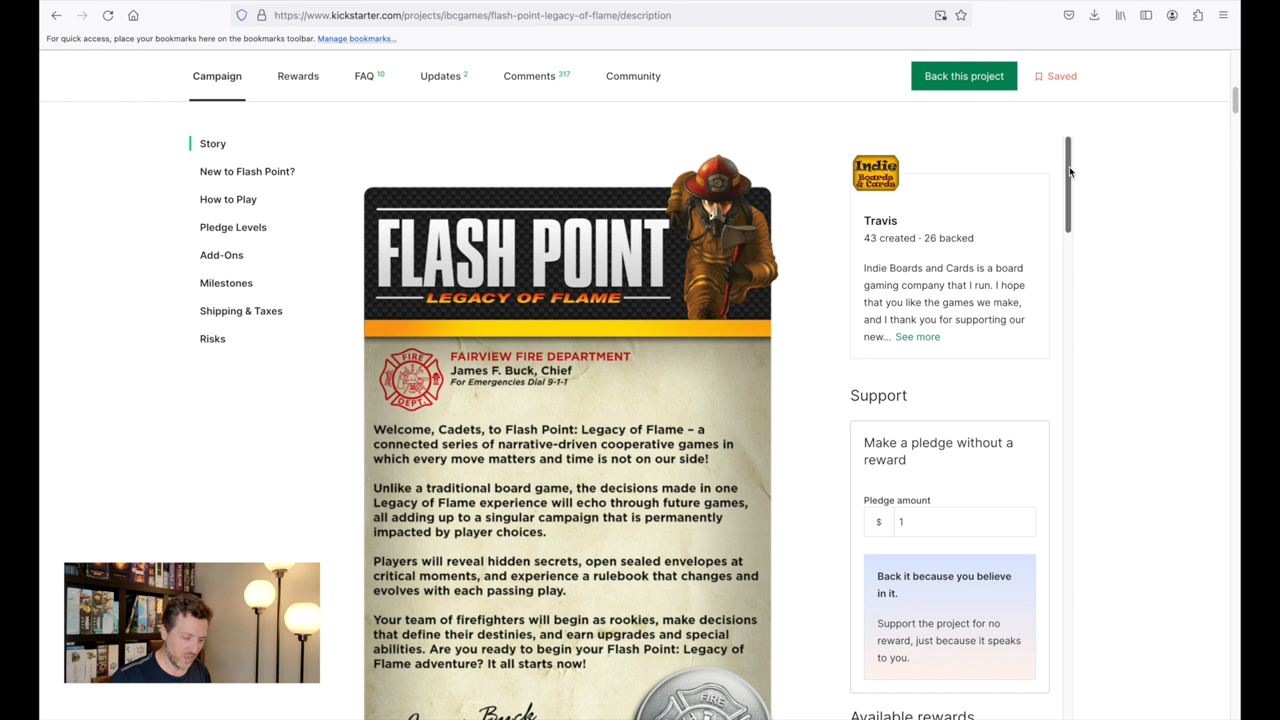 https://www.kickstarter.com/projects/ibcgames/flash-point-legacy-of-flame/description
For quick access, place your bookmarks here on the bookmarks toolbar. Manage bookmarks...
Campaign
Rewards
FAQ 10
Updates 2
Comments 317
Community
Back this project
Saved
Story
New to Flash Point?
How to Play
Pledge Levels
Add-Ons
Milestones
Shipping & Taxes
Risks
FLASH POINT
LEGACY OF FLAME
FIRE
DEPT.
FAIRVIEW FIRE DEPARTMENT
James F. Buck, Chief
For Emergencies Dial 9-1-1
Welcome, Cadets, to Flash Point: Legacy of Flame – a
connected series of narrative-driven cooperative games in
which every move matters and time is not on our side!
Unlike a traditional board game, the decisions made in one
Legacy of Flame experience will echo through future games,
all adding up to a singular campaign that is permanently
impacted by player choices.
Players will reveal hidden secrets, open sealed envelopes at
critical moments, and experience a rulebook that changes and
evolves with each passing play.
Your team of firefighters will begin as rookies, make decisions
that define their destinies, and earn upgrades and special
abilities. Are you ready to begin your Flash Point: Legacy of
Flame adventure? It all starts now!
Buck
FIRE
Indie
Boards
& Cards
Travis
43 created · 26 backed
Indie Boards and Cards is a board
gaming company that I run. I hope
that you like the games we make,
and I thank you for supporting our
new... See more
Support
Make a pledge without a
reward
Pledge amount
$ 1
Back it because you believe
in it.
Support the project for no
reward, just because it speaks
to you.
Available rewards